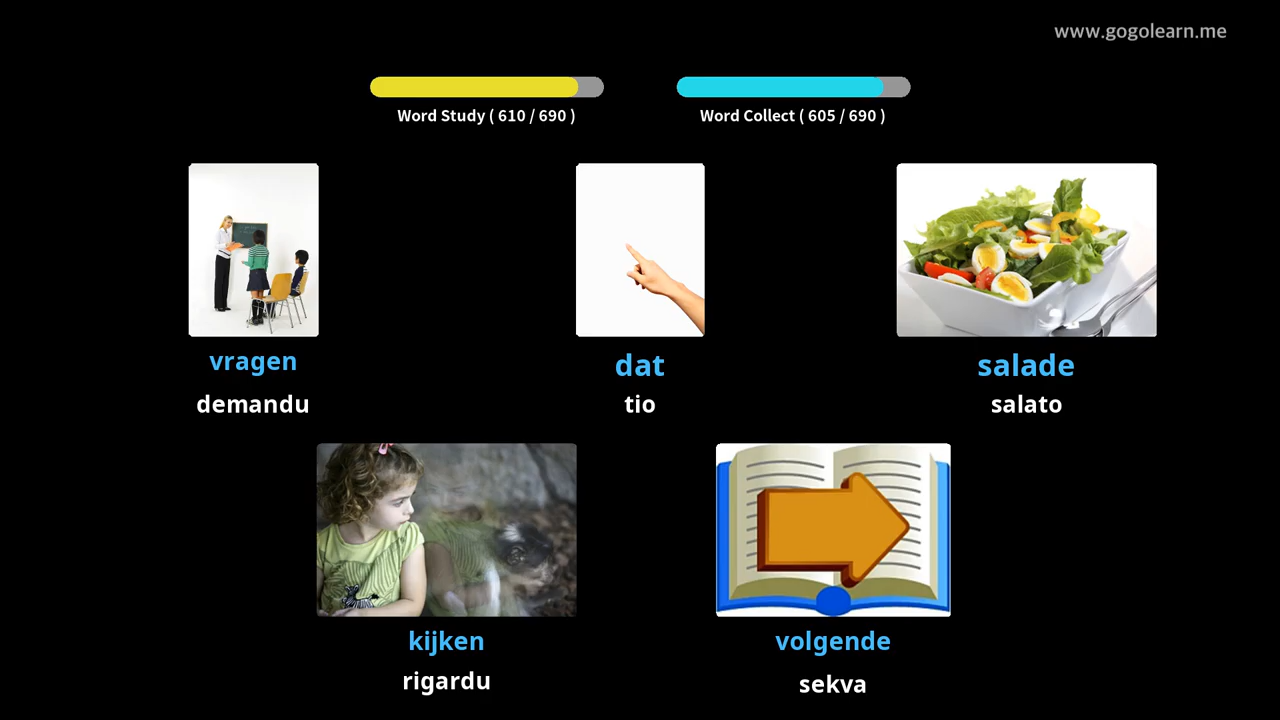 www.gogolearn.me
Word Study ( 610 / 690 )
Word Collect ( 605 / 690 )
vragen
demandu
dat
tio
salade
salato
kijken
rigardu
volgende
sekva